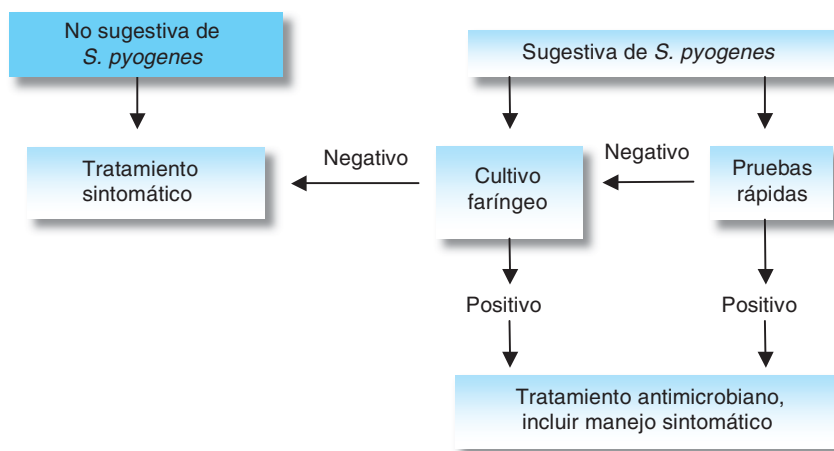 No sugestiva de
S. pyogenes
Sugestiva de S. pyogenes
Tratamiento
sintomático
Negativo
Cultivo
faríngeo
Negativo
Pruebas
rápidas
Positivo
Positivo
Tratamiento antimicrobiano,
incluir manejo sintomático